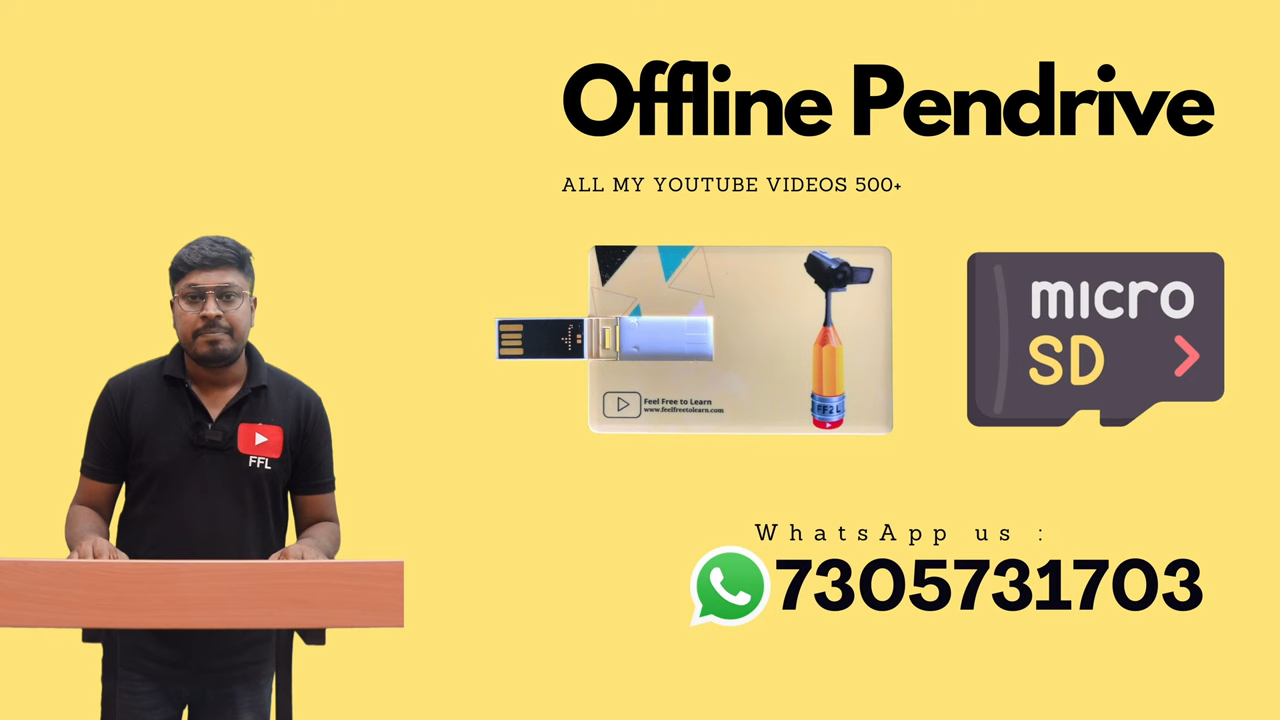 Offline Pendrive
ALL MY YOUTUBE VIDEOS 500+
micro
SD
FF2L
Feel Free to Learn
www.feelfreetolearn.com
FFL
WhatsApp us :
7305731703